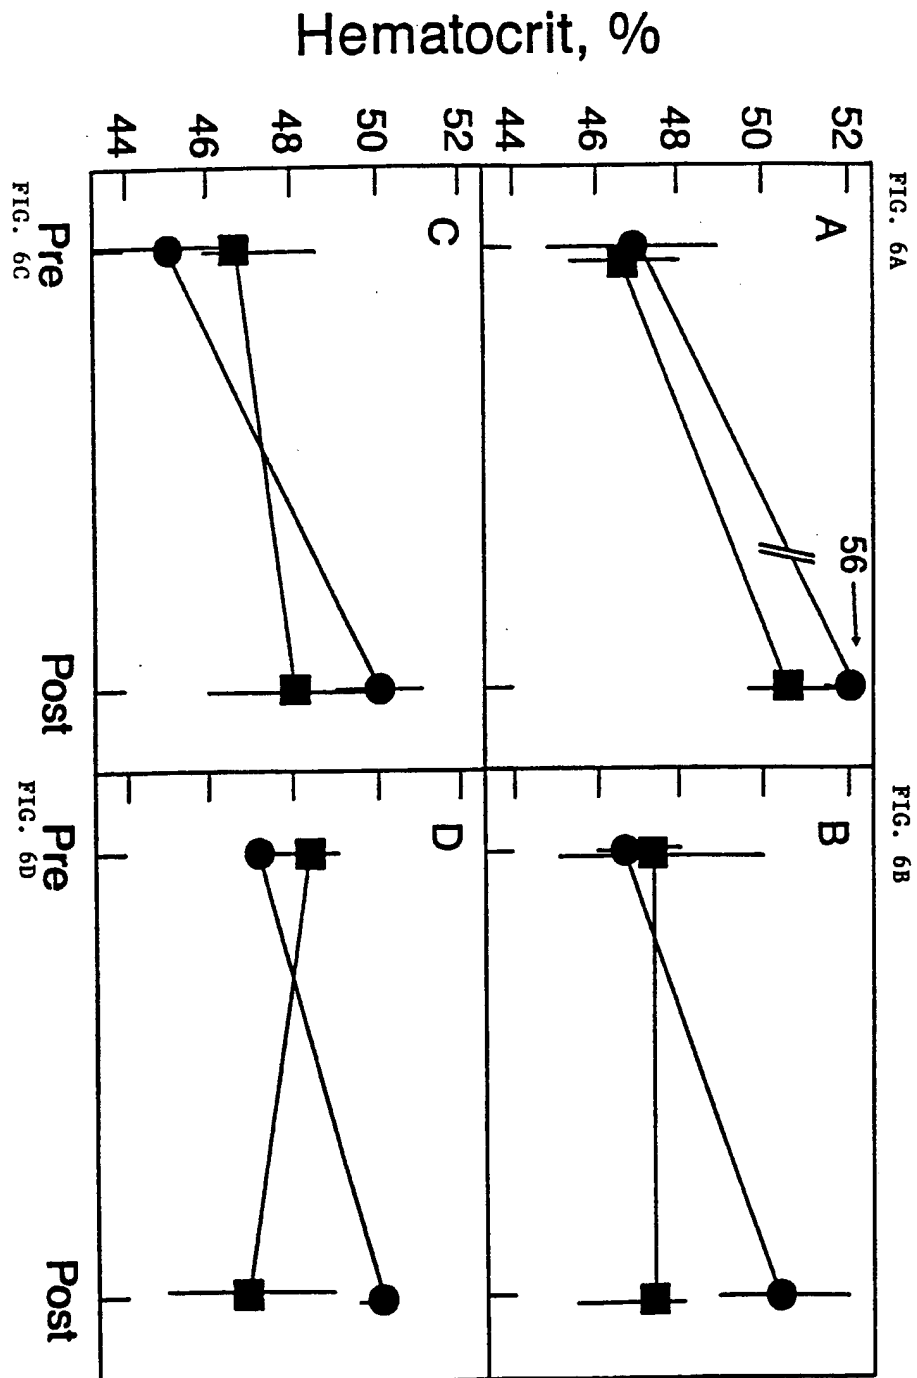 Hematocrit, %
FIG. 6A
FIG. 6B
52
50
48
46
44
A
56
B
52
50
48
46
44
C
D
Pre
Post
Pre
Post
FIG. 6C
FIG. 6D